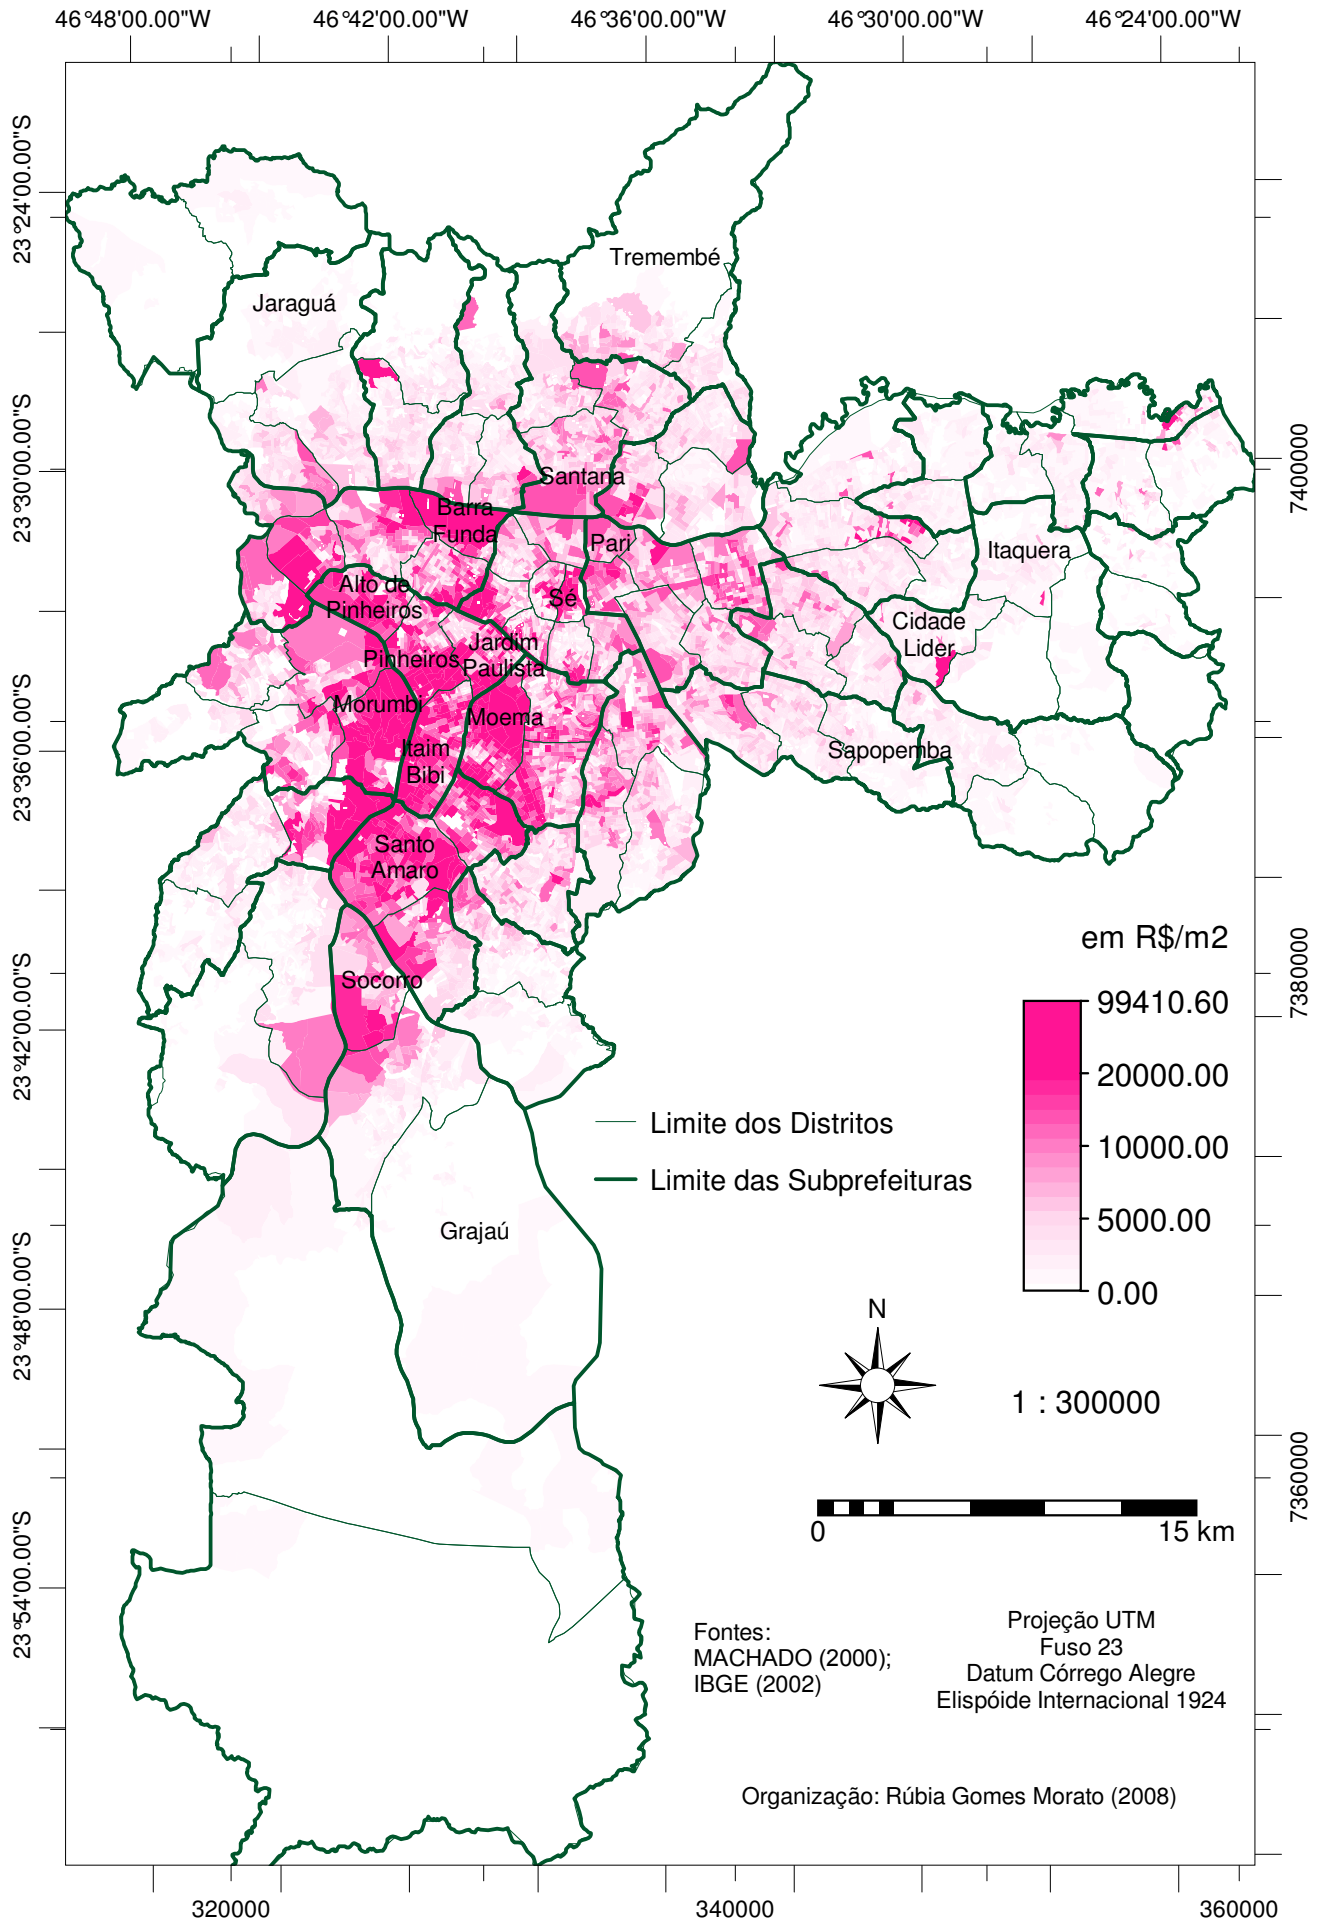 46°48'00.00"W
46°42'00.00"W
46°36'00.00"W
46°30'00.00"W
46°24'00.00"W
23°24'00.00"S
23°30'00.00"S
23°36'00.00"S
23°42'00.00"S
23°48'00.00"S
23°54'00.00"S
7400000
7380000
7360000
Tremembé
Jaraguá
Santana
Barra
Funda
Pari
Itaquera
Alto de
Pinheiros
Sé
Cidade
Lider
Jardim
Paulista
Pinheiros
Morumbi
Moema
Itaim
Bibi
Sapopemba
Santo
Amaro
Socorro
Grajaú
em R$/m2
99410.60
20000.00
10000.00
5000.00
0.00
Limite dos Distritos
Limite das Subprefeituras
N
1 : 300000
0
15 km
Fontes:
MACHADO (2000);
IBGE (2002)
Projeção UTM
Fuso 23
Datum Córrego Alegre
Elispóide Internacional 1924
Organização: Rúbia Gomes Morato (2008)
320000
340000
360000